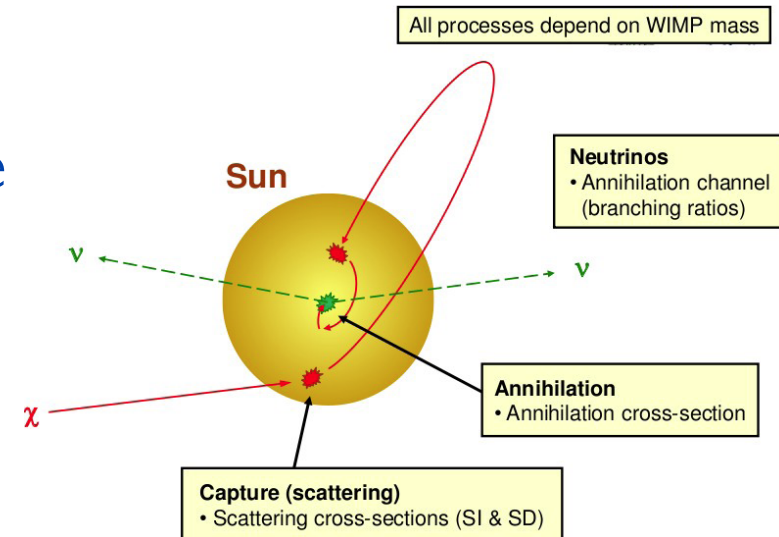 All processes depend on WIMP mass
e
Sun
Neutrinos
• Annihilation channel
(branching ratios)
ν
ν
Annihilation
• Annihilation cross-section
χ
Capture (scattering)
• Scattering cross-sections (SI & SD)